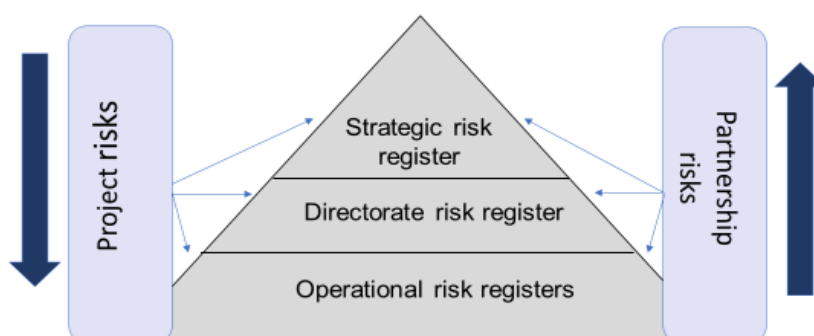 Project risks
Strategic risk
register
Directorate risk register
Operational risk registers
Partnership
risks